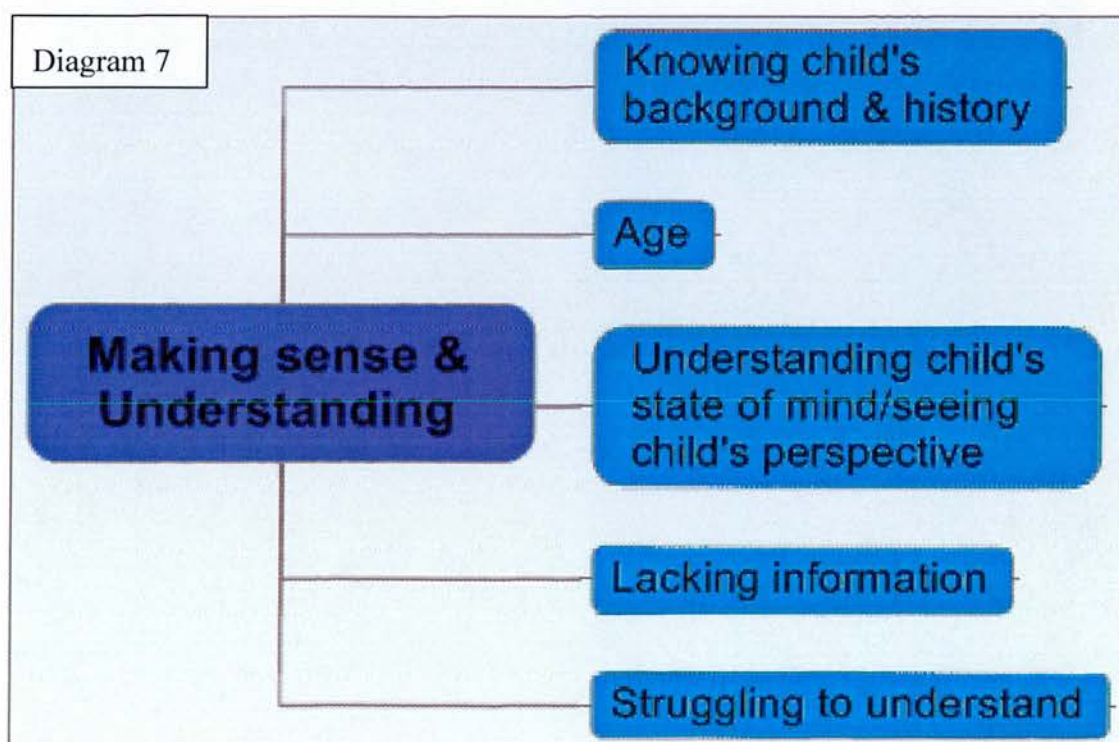 Diagram 7
Knowing child's
background & history
Age
Making sense &
Understanding
Understanding child's
state of mind/seeing
child's perspective
Lacking information
Struggling to understand